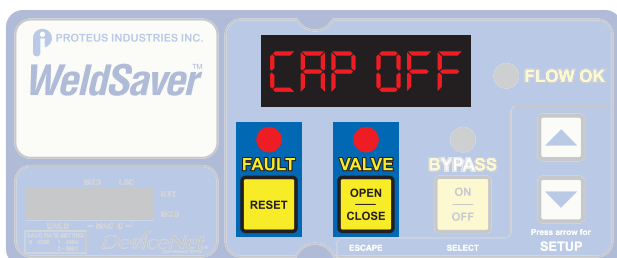 PROTEUS INDUSTRIES INC.
WeldSaver™
CAP OFF
FLOW OK
FAULT
VALVE
BYPASS
RESET
OPEN
CLOSE
ON
OFF
Press arrow for
SETUP
ESCAPE
SELECT
DeviceNet